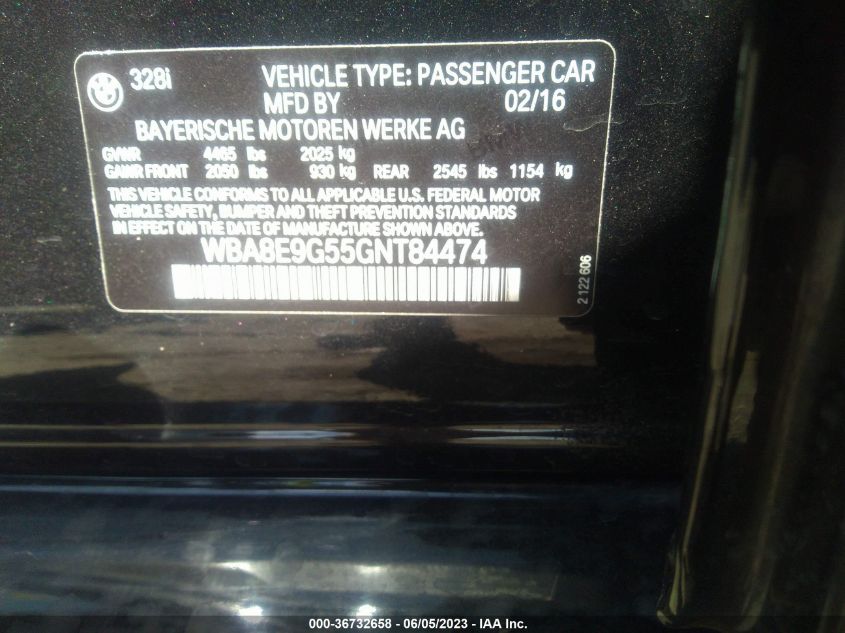 328i VEHICLE TYPE: PASSENGER CAR
MFD BY 02/16
BAYERISCHE MOTOREN WERKE AG
GVWR 4465 lbs 2025 kg
GAWR FRONT 2050 lbs 930 kg REAR 2545 lbs 1154 kg
THIS VEHICLE CONFORMS TO ALL APPLICABLE U.S. FEDERAL MOTOR
VEHICLE SAFETY, BUMPER AND THEFT PREVENTION STANDARDS
IN EFFECT ON THE DATE OF MANUFACTURE SHOWN ABOVE.
WBA8E9G55GNT84474
2 122 606
000-36732658 - 06/05/2023 - IAA Inc.